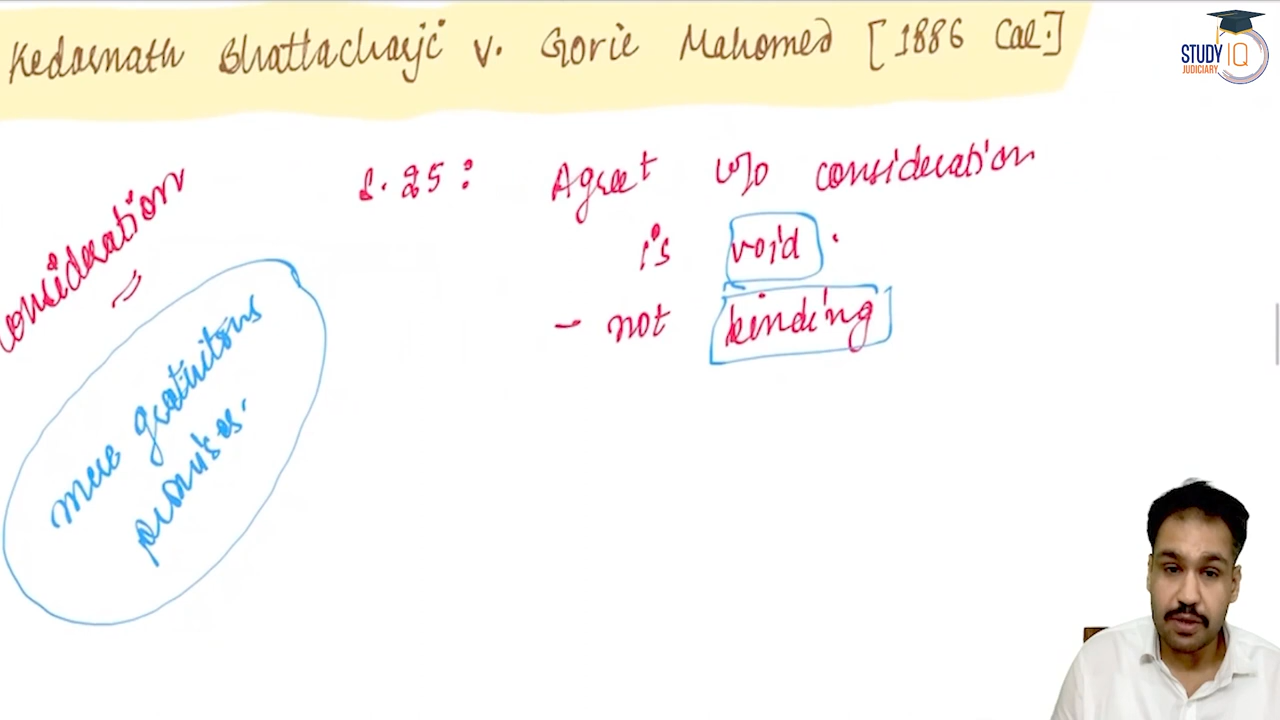 Kedarnath Bhattacharji v. Gorie Mahomed [1886 Cal.]
STUDY IQ
JUDICIARY
consideration
S. 25 : Agreet w/o consideration
is void.
- not binding
mere gratuitous
promises.